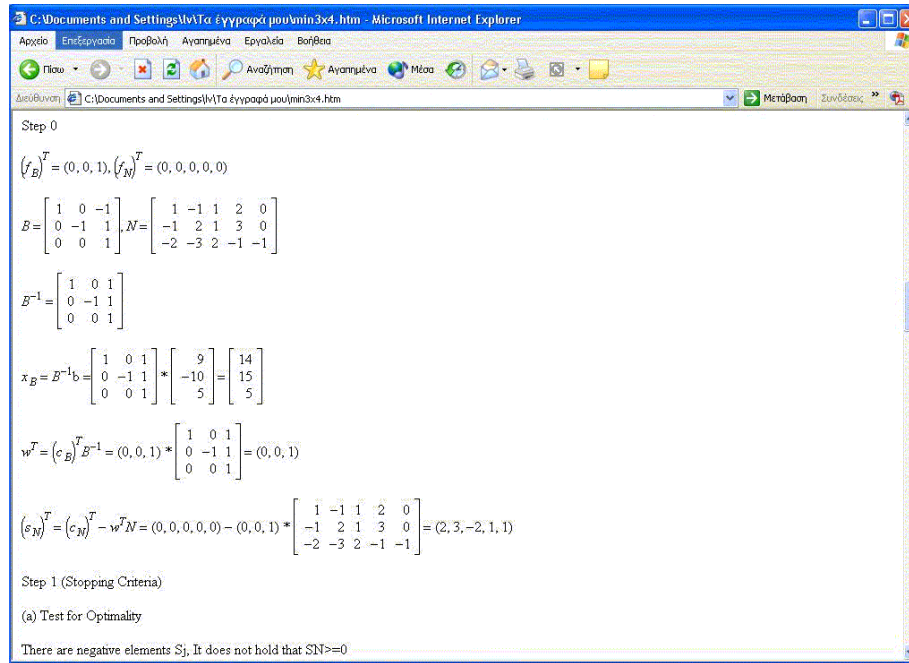 C:\Documents and Settings\lv\Τα έγγραφά μου\min3x4.htm - Microsoft Internet Explorer
Αρχείο Επεξεργασία Προβολή Αγαπημένα Εργαλεία Βοήθεια
Πίσω Αναζήτηση Αγαπημένα Μέσα
Διεύθυνση C:\Documents and Settings\lv\Τα έγγραφά μου\min3x4.htm Μετάβαση Συνδέσεις »
Step 0
(f_B)^T = (0, 0, 1), (f_N)^T = (0, 0, 0, 0, 0)
B = [1 0 −1; 0 −1 1; 0 0 1], N = [1 −1 1 2 0; −1 2 1 3 0; −2 −3 2 −1 −1]
B^−1 = [1 0 1; 0 −1 1; 0 0 1]
x_B = B^−1b = [1 0 1; 0 −1 1; 0 0 1] * [9; −10; 5] = [14; 15; 5]
w^T = (c_B)^T B^−1 = (0, 0, 1) * [1 0 1; 0 −1 1; 0 0 1] = (0, 0, 1)
(s_N)^T = (c_N)^T − w^T N = (0, 0, 0, 0, 0) − (0, 0, 1) * [1 −1 1 2 0; −1 2 1 3 0; −2 −3 2 −1 −1] = (2, 3, −2, 1, 1)
Step 1 (Stopping Criteria)
(a) Test for Optimality
There are negative elements Sj, It does not hold that SN>=0